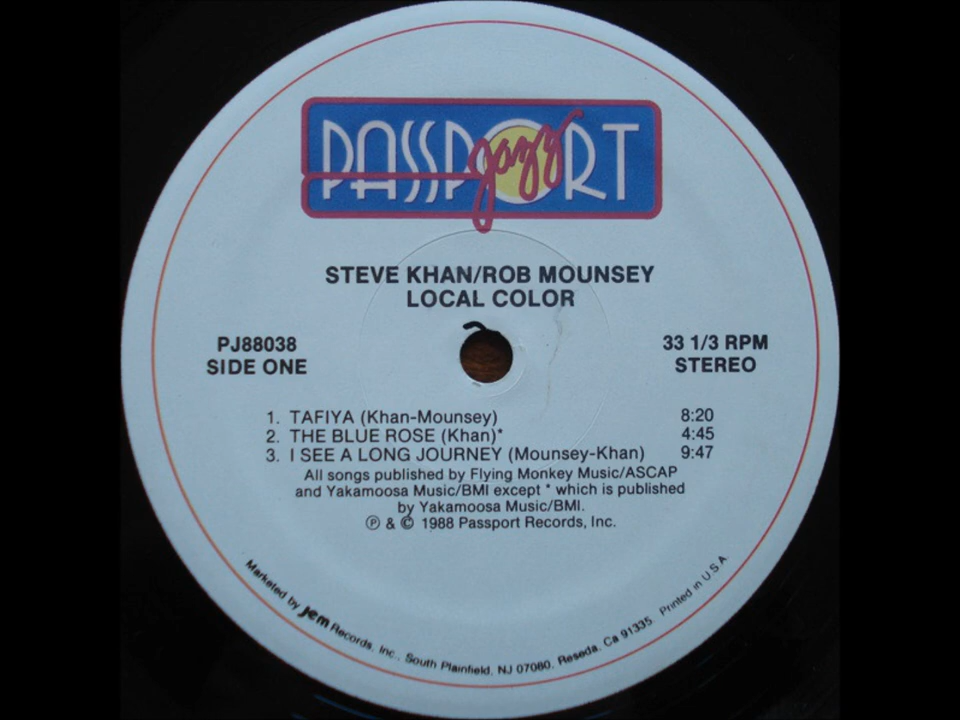 PASSPORT
Jazz
STEVE KHAN/ROB MOUNSEY
LOCAL COLOR
PJ88038
SIDE ONE
33 1/3 RPM
STEREO
1. TAFIYA (Khan-Mounsey) 8:20
2. THE BLUE ROSE (Khan)* 4:45
3. I SEE A LONG JOURNEY (Mounsey-Khan) 9:47
All songs published by Flying Monkey Music/ASCAP
and Yakamoosa Music/BMI except * which is published
by Yakamoosa Music/BMI.
℗ & © 1988 Passport Records, Inc.
Marketed by Jem Records, Inc., South Plainfield, NJ 07080. Reseda, Ca 91335. Printed in U.S.A.